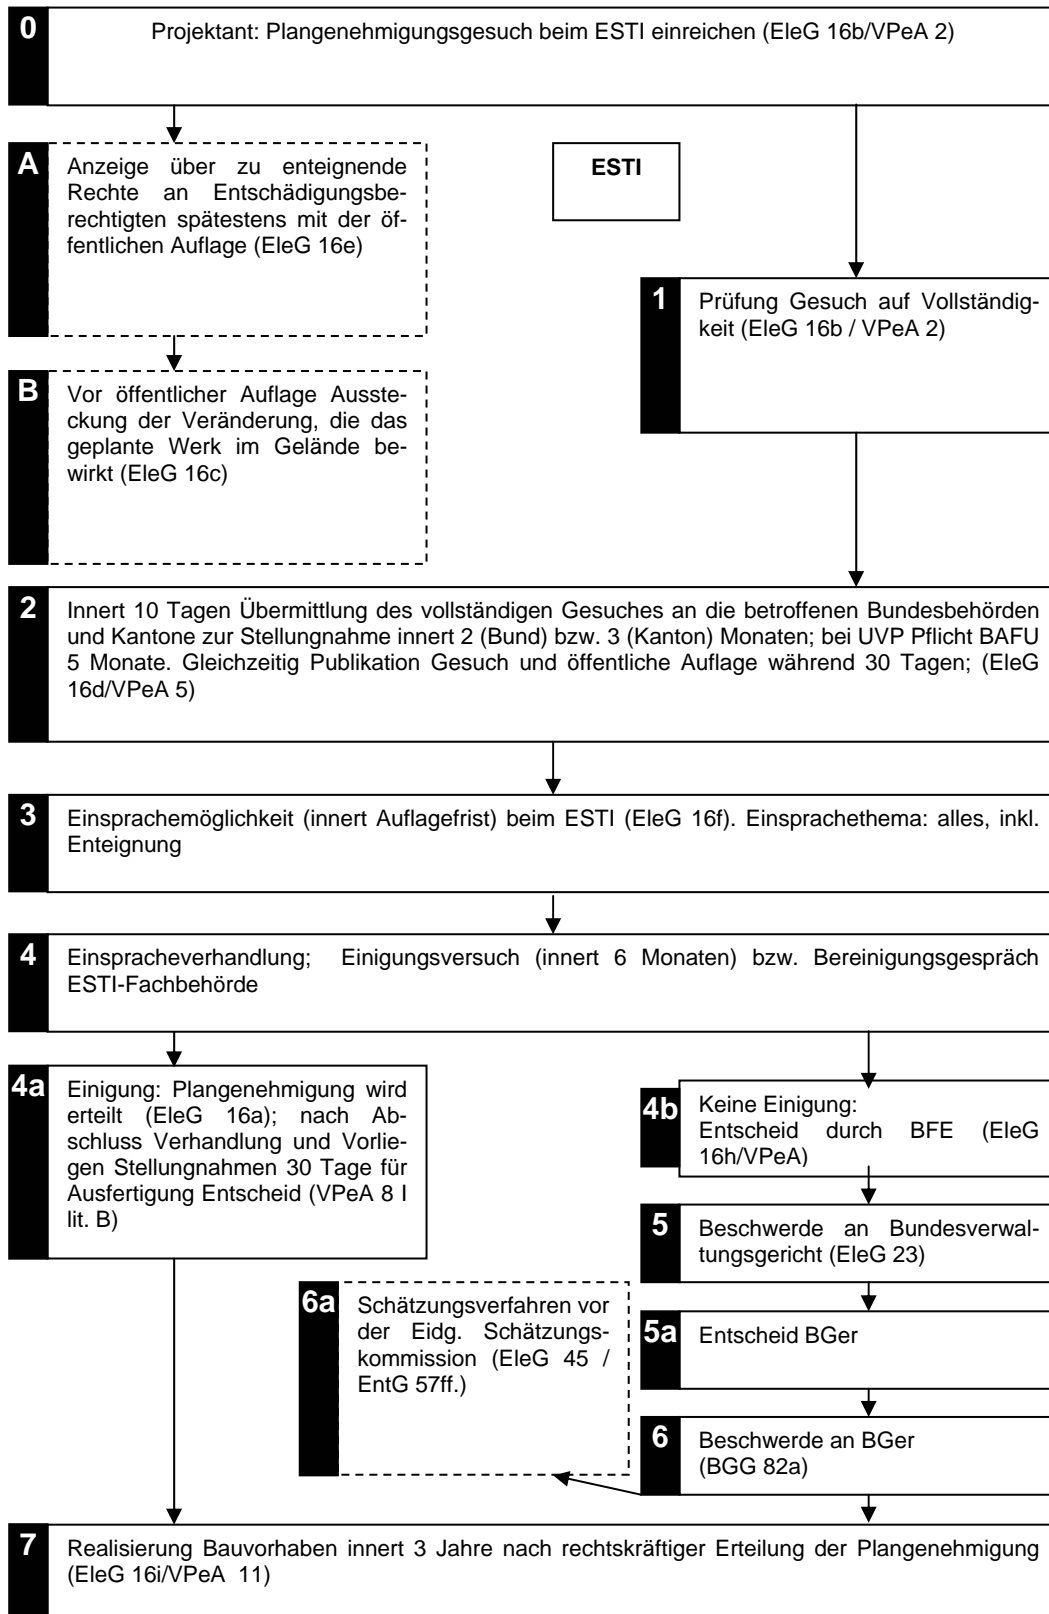 0
Projektant: Plangenehmigungsgesuch beim ESTI einreichen (EleG 16b/VPeA 2)
A
Anzeige über zu enteignende
Rechte an Entschädigungsbe-
rechtigten spätestens mit der öf-
fentlichen Auflage (EleG 16e)
ESTI
1
Prüfung Gesuch auf Vollständig-
keit (EleG 16b / VPeA 2)
B
Vor öffentlicher Auflage Ausste-
ckung der Veränderung, die das
geplante Werk im Gelände be-
wirkt (EleG 16c)
2
Innert 10 Tagen Übermittlung des vollständigen Gesuches an die betroffenen Bundesbehörden
und Kantone zur Stellungnahme innert 2 (Bund) bzw. 3 (Kanton) Monaten; bei UVP Pflicht BAFU
5 Monate. Gleichzeitig Publikation Gesuch und öffentliche Auflage während 30 Tagen; (EleG
16d/VPeA 5)
3
Einsprachemöglichkeit (innert Auflagefrist) beim ESTI (EleG 16f). Einsprachethema: alles, inkl.
Enteignung
4
Einspracheverhandlung; Einigungsversuch (innert 6 Monaten) bzw. Bereinigungsgespräch
ESTI-Fachbehörde
4a
Einigung: Plangenehmigung wird
erteilt (EleG 16a); nach Ab-
schluss Verhandlung und Vorlie-
gen Stellungnahmen 30 Tage für
Ausfertigung Entscheid (VPeA 8 I
lit. B)
4b
Keine Einigung:
Entscheid durch BFE (EleG
16h/VPeA)
5
Beschwerde an Bundesverwal-
tungsgericht (EleG 23)
6a
Schätzungsverfahren vor
der Eidg. Schätzungs-
kommission (EleG 45 /
EntG 57ff.)
5a
Entscheid BGer
6
Beschwerde an BGer
(BGG 82a)
7
Realisierung Bauvorhaben innert 3 Jahre nach rechtskräftiger Erteilung der Plangenehmigung
(EleG 16i/VPeA 11)